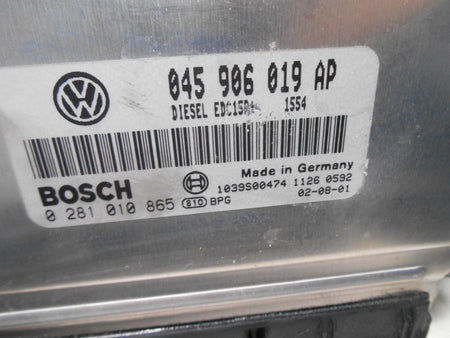 045 906 019 AP
DIESEL 1554
Made in Germany
BOSCH
1039S00474 1126 0592
0 281 010 865 810 BPG
02-08-01